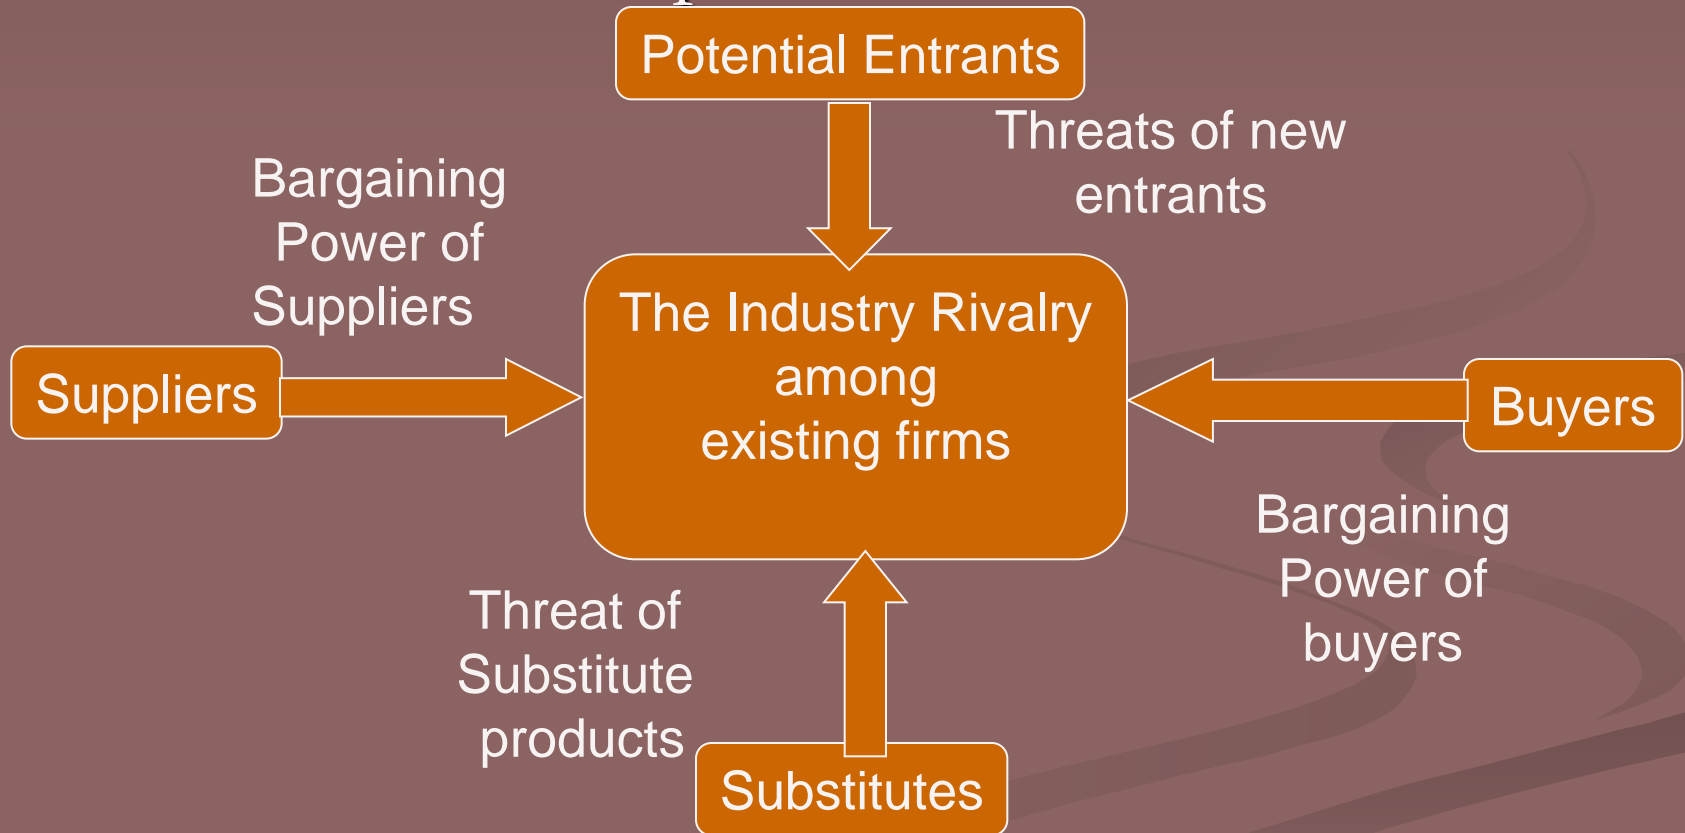 Potential Entrants
Threats of new
entrants
Bargaining
Power of
Suppliers
The Industry Rivalry
among
existing firms
Suppliers
Buyers
Bargaining
Power of
buyers
Threat of
Substitute
products
Substitutes